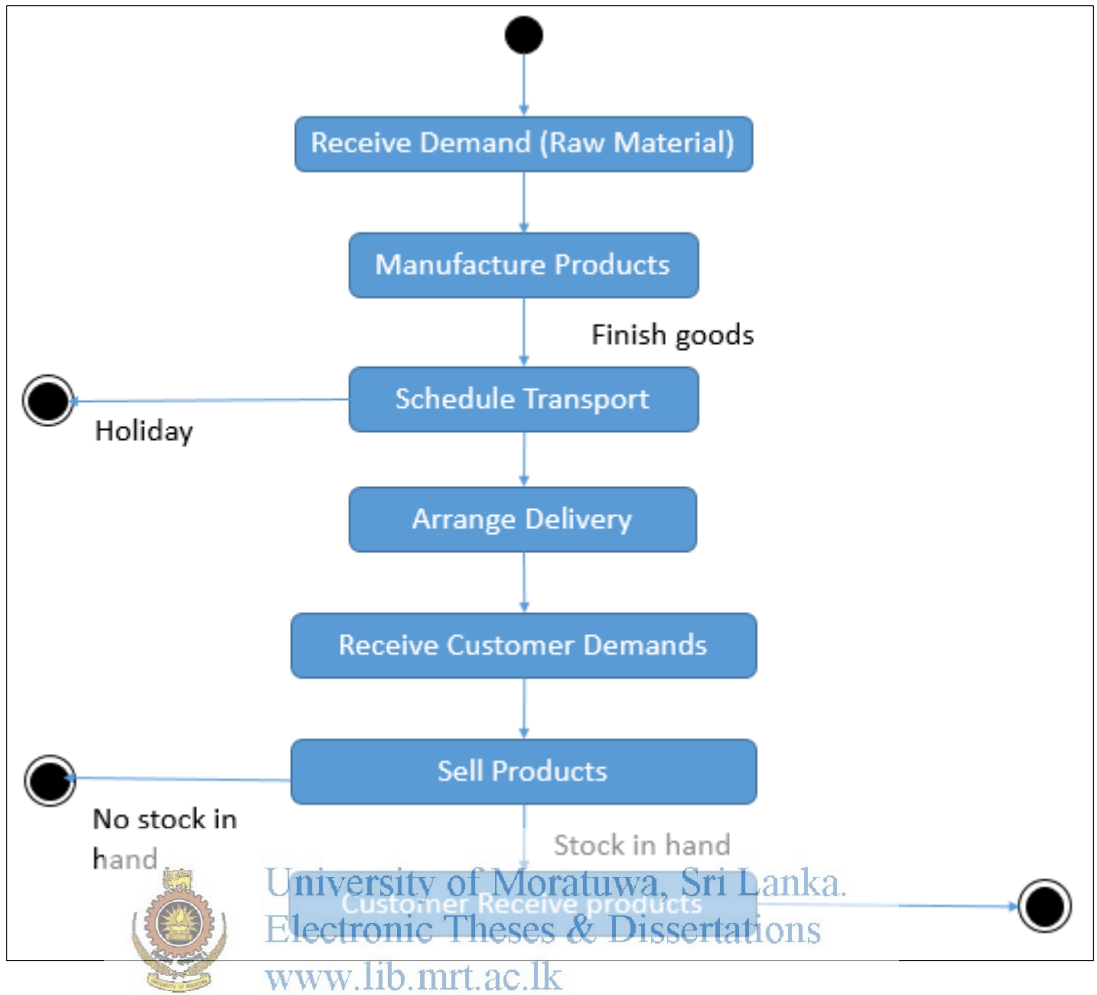 Receive Demand (Raw Material)
Manufacture Products
Finish goods
Schedule Transport
Holiday
Arrange Delivery
Receive Customer Demands
Sell Products
No stock in
hand
Stock in hand
Customer Receive products
University of Moratuwa, Sri Lanka.
Electronic Theses & Dissertations
www.lib.mrt.ac.lk